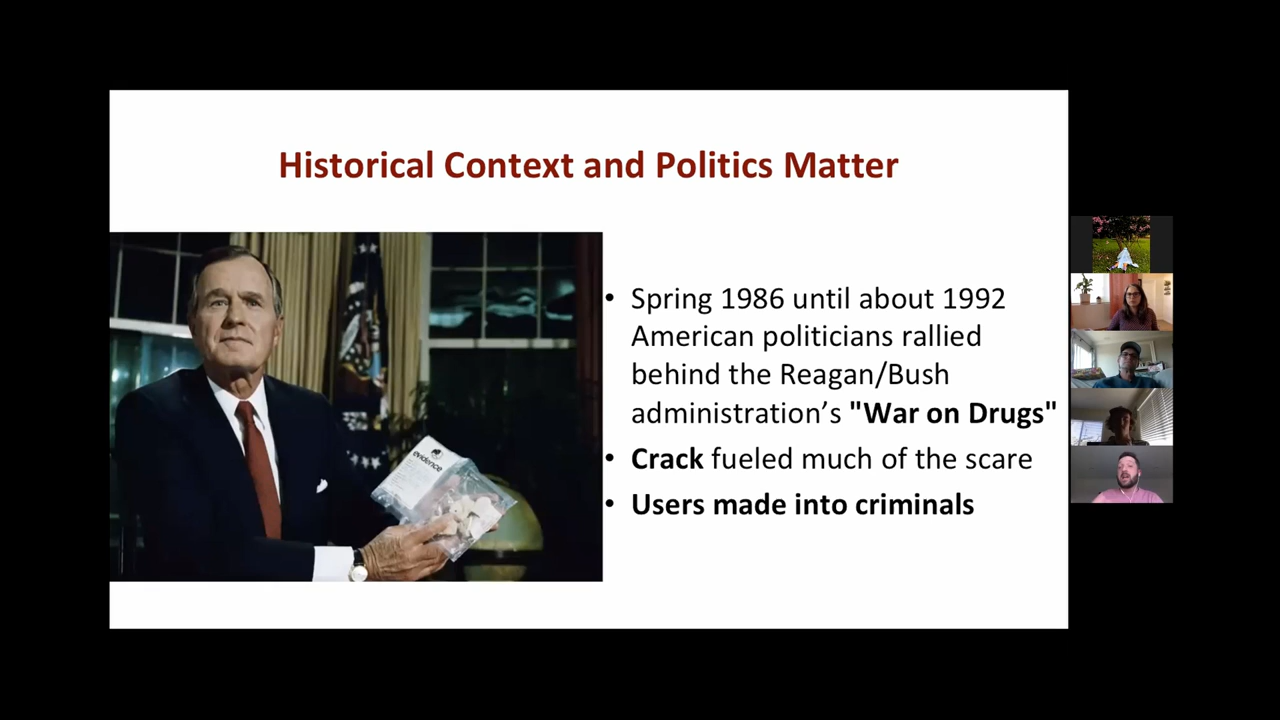 Historical Context and Politics Matter
• Spring 1986 until about 1992
American politicians rallied
behind the Reagan/Bush
administration’s "War on Drugs"
• Crack fueled much of the scare
• Users made into criminals
evidence